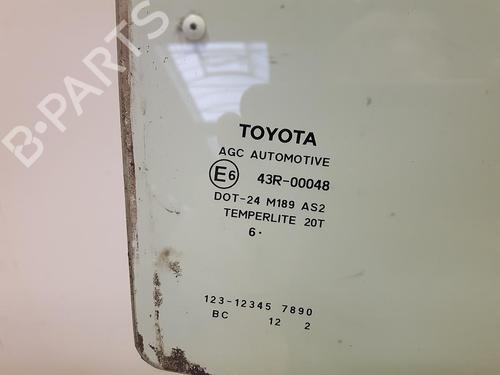 B-PARTS
TOYOTA
AGC AUTOMOTIVE
E6 43R-00048
DOT-24 M189 AS2
TEMPERLITE 20T
6·
123-12345 7890
BC 12 2